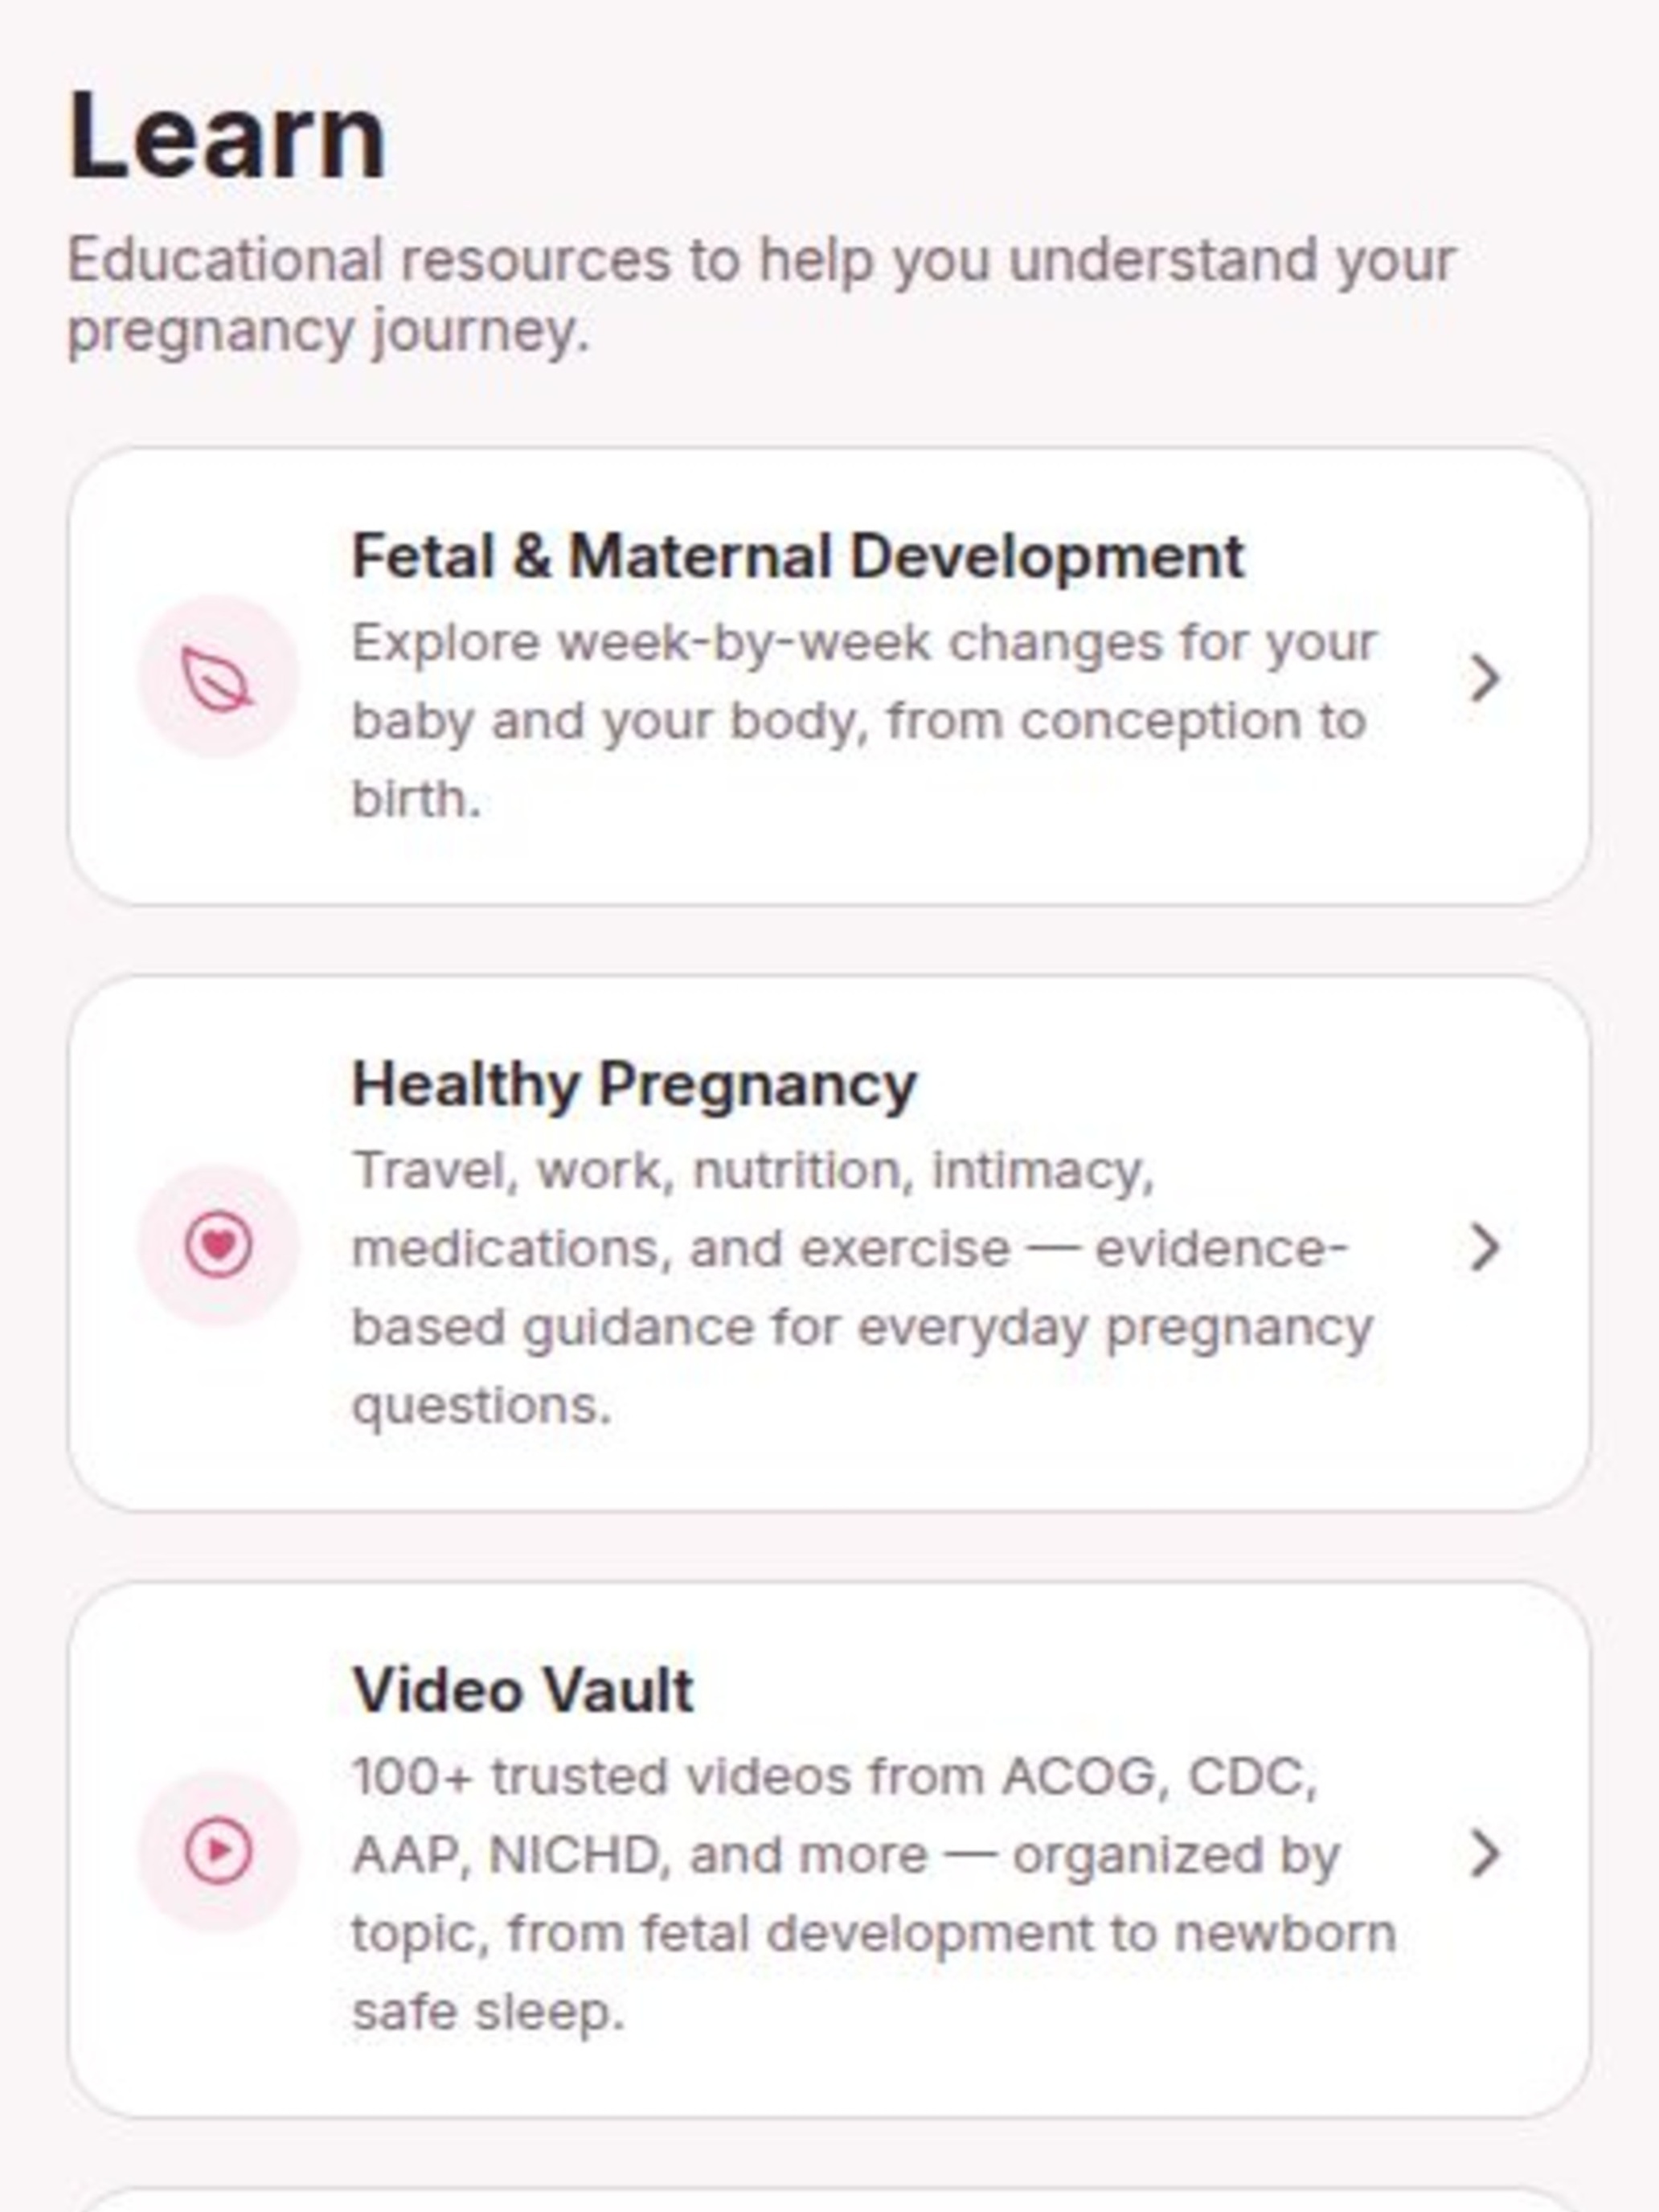 Learn
Educational resources to help you understand your
pregnancy journey.
Fetal & Maternal Development
Explore week-by-week changes for your
baby and your body, from conception to
birth.
Healthy Pregnancy
Travel, work, nutrition, intimacy,
medications, and exercise — evidence-
based guidance for everyday pregnancy
questions.
Video Vault
100+ trusted videos from ACOG, CDC,
AAP, NICHD, and more — organized by
topic, from fetal development to newborn
safe sleep.